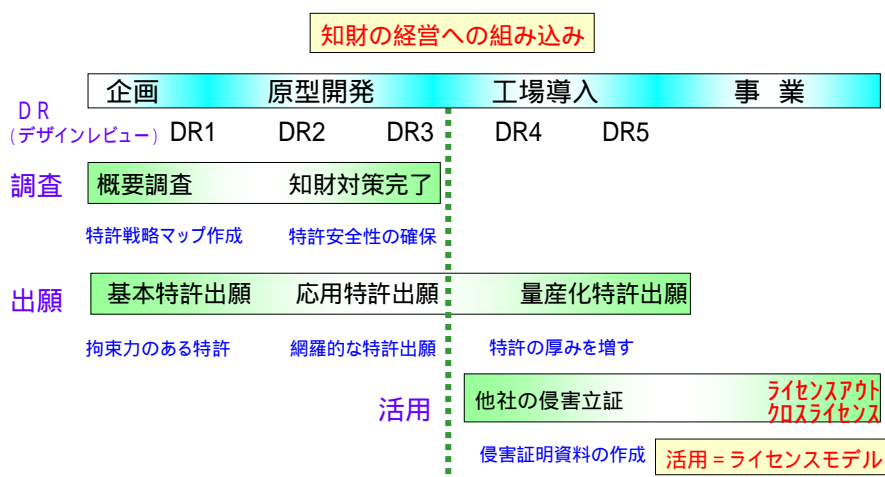 知財の経営への組み込み
企画 原型開発 工場導入 事 業
DR
(デザインレビュー) DR1 DR2 DR3 DR4 DR5
調査 概要調査 知財対策完了
特許戦略マップ作成 特許安全性の確保
出願 基本特許出願 応用特許出願 量産化特許出願
拘束力のある特許 網羅的な特許出願 特許の厚みを増す
活用 他社の侵害立証 ライセンスアウト
クロスライセンス
侵害証明資料の作成 活用=ライセンスモデル